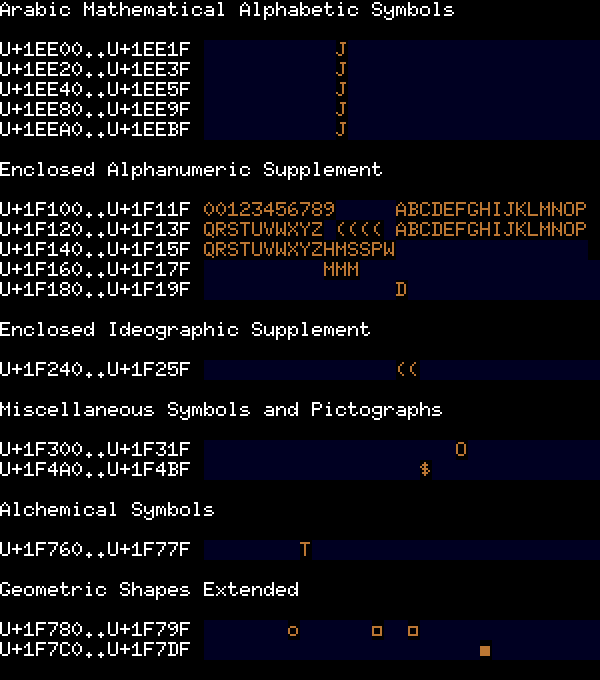 Arabic Mathematical Alphabetic Symbols
U+1EE00..U+1EE1F J
U+1EE20..U+1EE3F J
U+1EE40..U+1EE5F J
U+1EE80..U+1EE9F J
U+1EEA0..U+1EEBF J
Enclosed Alphanumeric Supplement
U+1F100..U+1F11F 00123456789 ABCDEFGHIJKLMNOP
U+1F120..U+1F13F QRSTUVWXYZ (((( ABCDEFGHIJKLMNOP
U+1F140..U+1F15F QRSTUVWXYZHMSSPW
U+1F160..U+1F17F MMM
U+1F180..U+1F19F D
Enclosed Ideographic Supplement
U+1F240..U+1F25F ((
Miscellaneous Symbols and Pictographs
U+1F300..U+1F31F O
U+1F4A0..U+1F4BF $
Alchemical Symbols
U+1F760..U+1F77F T
Geometric Shapes Extended
U+1F780..U+1F79F ○ □ □
U+1F7C0..U+1F7DF ■